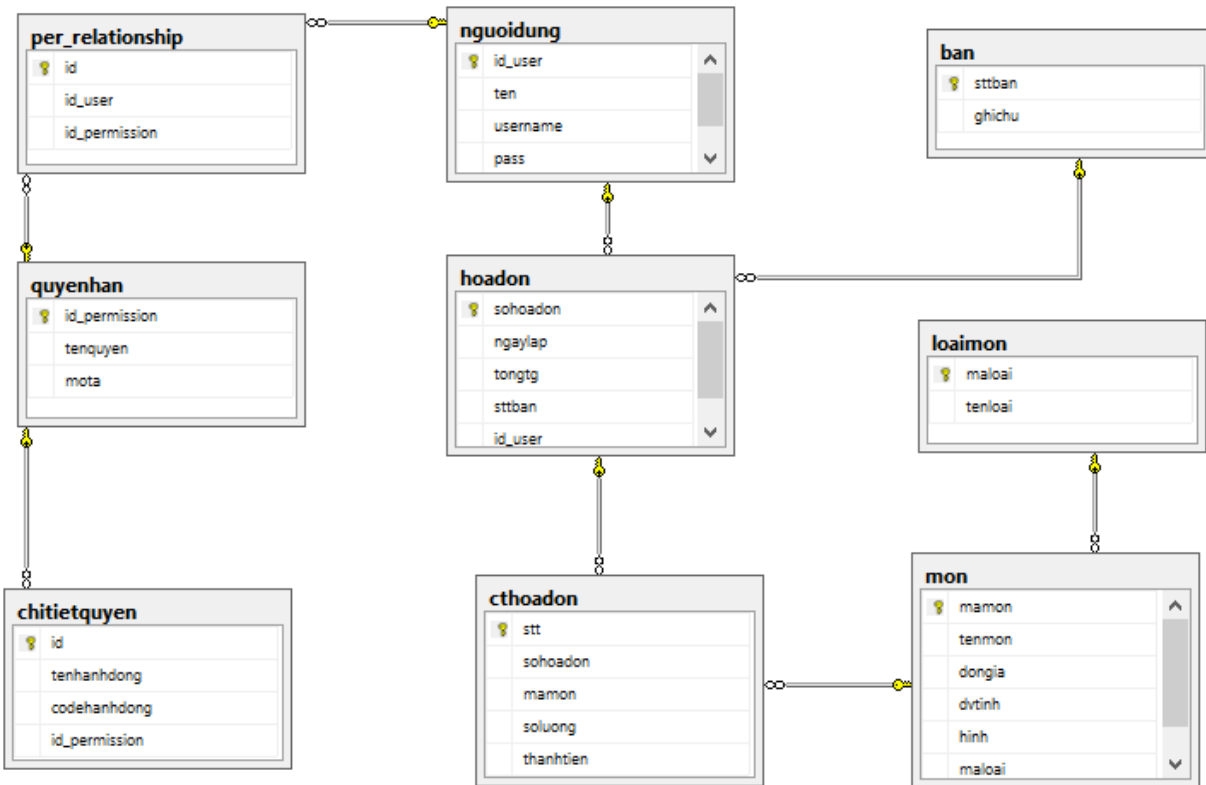 per_relationship
id
id_user
id_permission
nguoidung
id_user
ten
username
pass
ban
sttban
ghichu
quyenhan
id_permission
tenquyen
mota
hoadon
sohoadon
ngaylap
tongtg
sttban
id_user
loaimon
maloai
tenloai
chitietquyen
id
tenhanhdong
codehanhdong
id_permission
cthoadon
stt
sohoadon
mamon
soluong
thanhtien
mon
mamon
tenmon
dongia
dvtinh
hinh
maloai